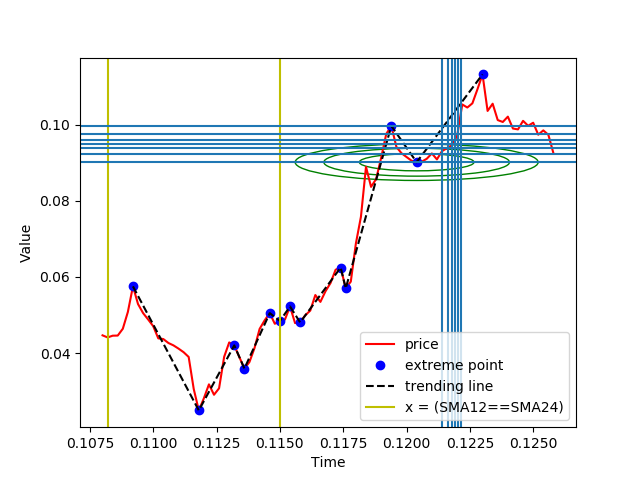 0.10
0.08
0.06
0.04
Value
0.1075
0.1100
0.1125
0.1150
0.1175
0.1200
0.1225
0.1250
Time
price
extreme point
trending line
x = (SMA12==SMA24)